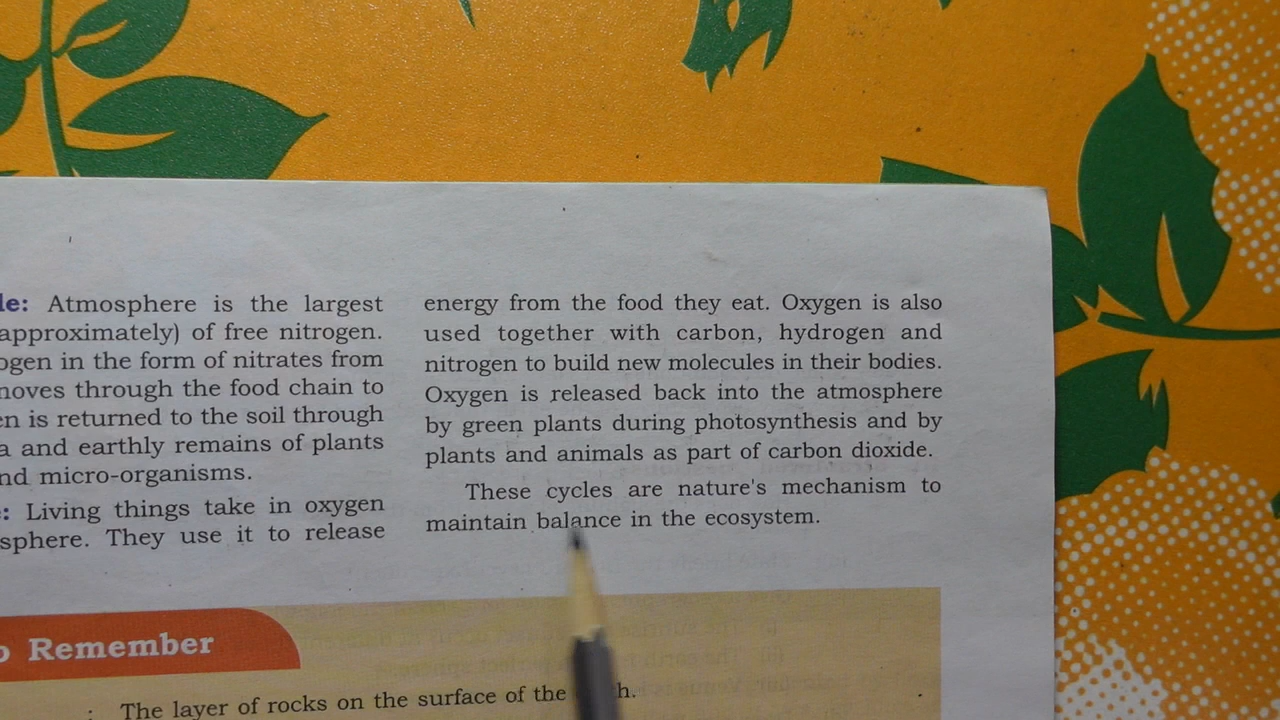 le: Atmosphere is the largest
approximately) of free nitrogen.
ogen in the form of nitrates from
moves through the food chain to
en is returned to the soil through
a and earthly remains of plants
nd micro-organisms.
e: Living things take in oxygen
sphere. They use it to release
energy from the food they eat. Oxygen is also
used together with carbon, hydrogen and
nitrogen to build new molecules in their bodies.
Oxygen is released back into the atmosphere
by green plants during photosynthesis and by
plants and animals as part of carbon dioxide.
These cycles are nature's mechanism to
maintain balance in the ecosystem.
o Remember
: The layer of rocks on the surface of the